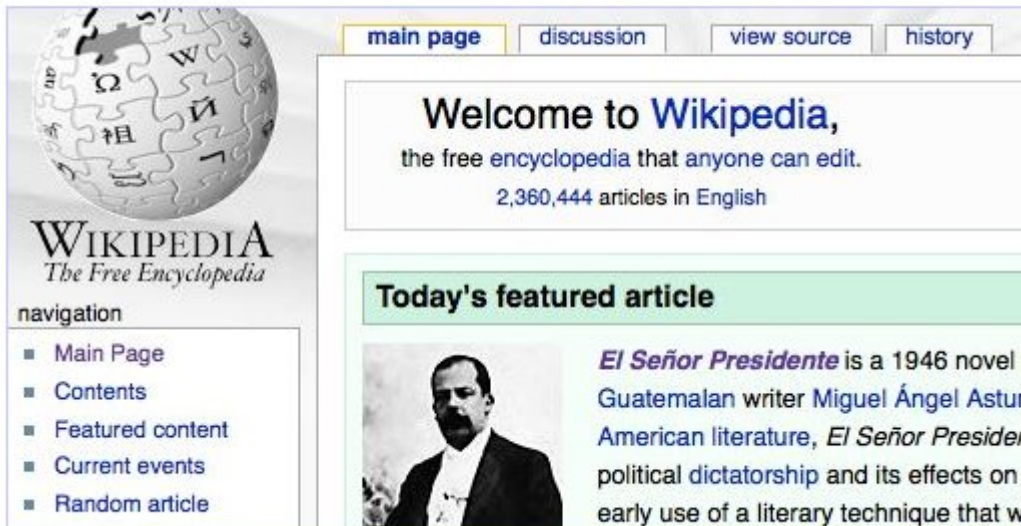 main page
discussion
view source
history
Welcome to Wikipedia,
the free encyclopedia that anyone can edit.
2,360,444 articles in English
Ω
W
祖
Й
WIKIPEDIA
The Free Encyclopedia
navigation
Main Page
Contents
Featured content
Current events
Random article
Today's featured article
El Señor Presidente is a 1946 novel
Guatemalan writer Miguel Ángel Astur
American literature, El Señor Presiden
political dictatorship and its effects on
early use of a literary technique that w